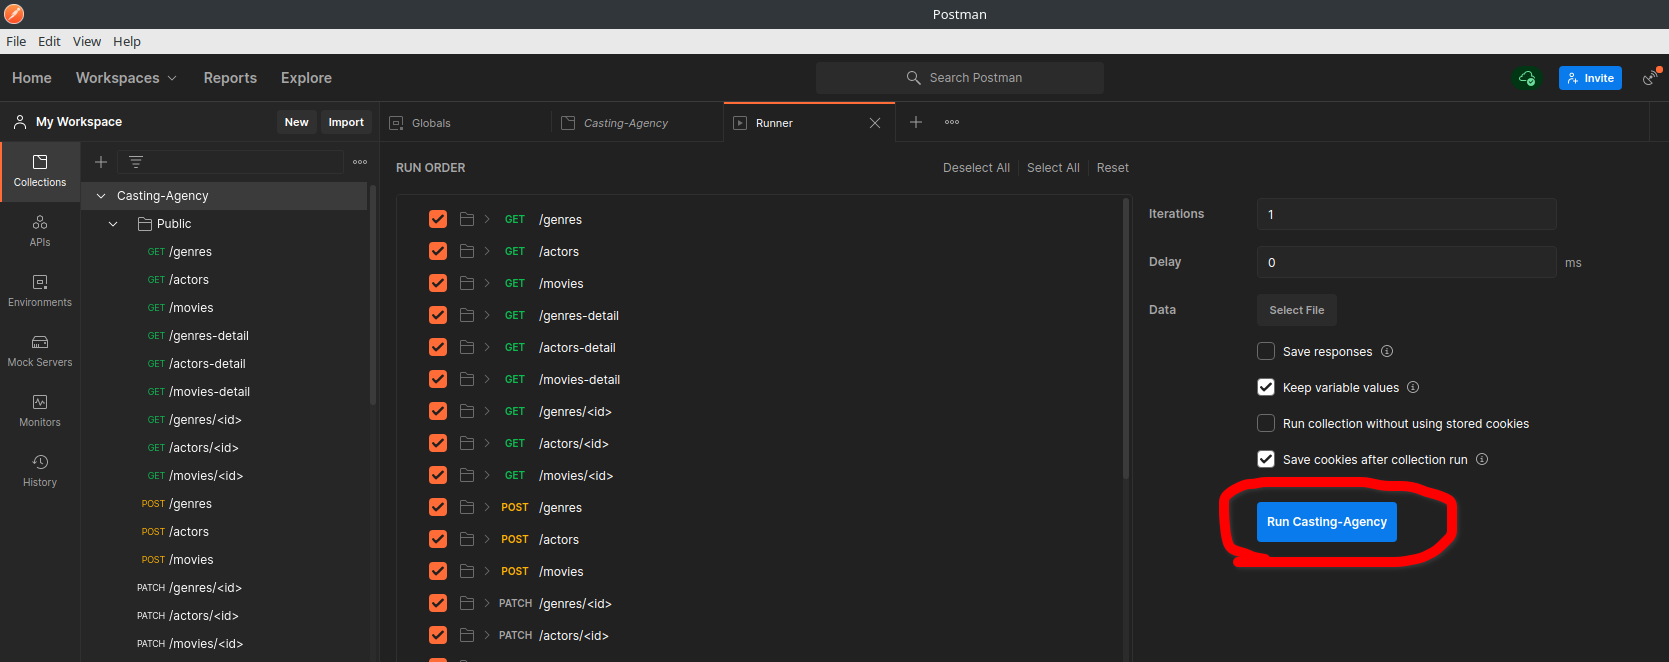 Postman
File Edit View Help
Home Workspaces Reports Explore Search Postman Invite
My Workspace New Import
Globals Casting-Agency Runner
Collections
APIs
Environments
Mock Servers
Monitors
History
Casting-Agency
Public
GET /genres
GET /actors
GET /movies
GET /genres-detail
GET /actors-detail
GET /movies-detail
GET /genres/<id>
GET /actors/<id>
GET /movies/<id>
POST /genres
POST /actors
POST /movies
PATCH /genres/<id>
PATCH /actors/<id>
PATCH /movies/<id>
RUN ORDER Deselect All Select All Reset
GET /genres
GET /actors
GET /movies
GET /genres-detail
GET /actors-detail
GET /movies-detail
GET /genres/<id>
GET /actors/<id>
GET /movies/<id>
POST /genres
POST /actors
POST /movies
PATCH /genres/<id>
PATCH /actors/<id>
Iterations 1
Delay 0 ms
Data Select File
Save responses
Keep variable values
Run collection without using stored cookies
Save cookies after collection run
Run Casting-Agency